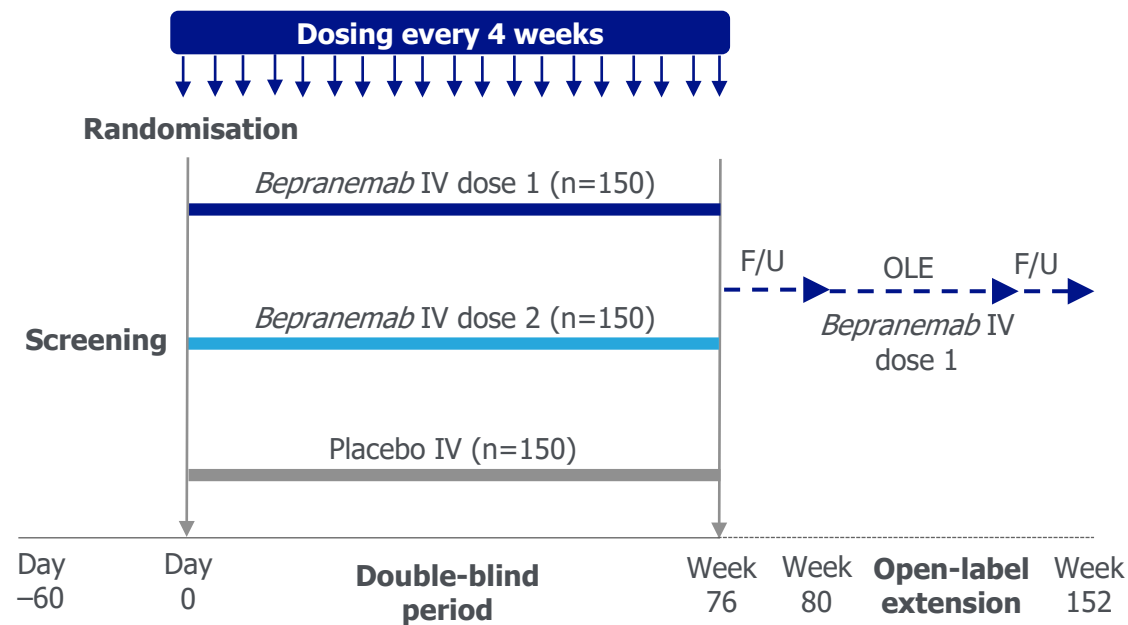 Dosing every 4 weeks
Randomisation
Bepranemab IV dose 1 (n=150)
F/U
OLE
F/U
Bepranemab IV
dose 1
Screening
Bepranemab IV dose 2 (n=150)
Placebo IV (n=150)
Day
–60
Day
0
Double-blind
period
Week
76
Week
80
Open-label
extension
Week
152